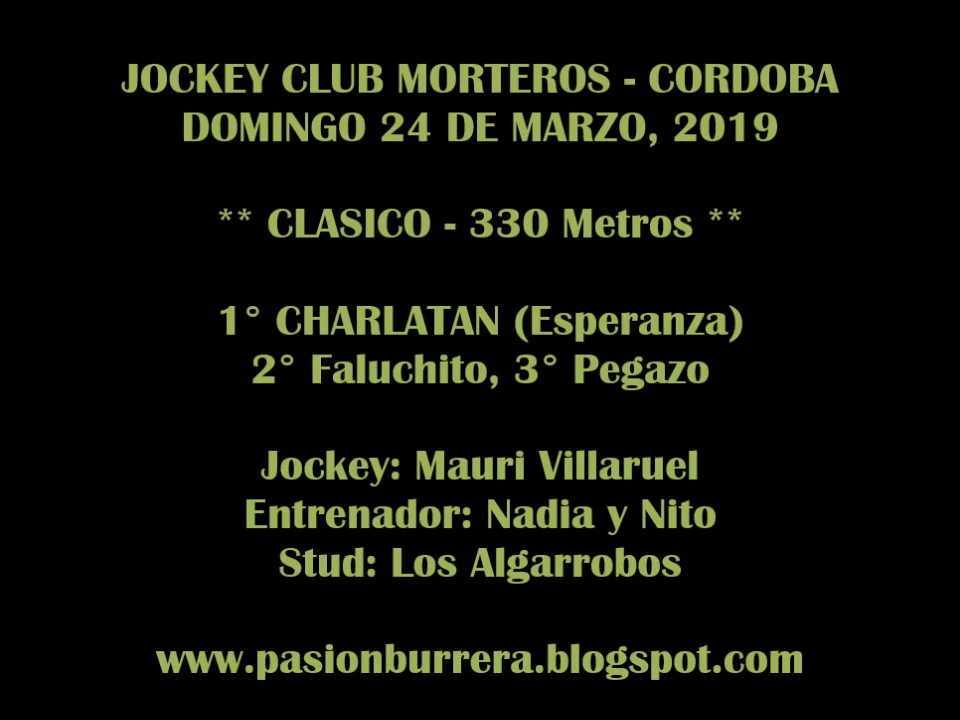 JOCKEY CLUB MORTEROS - CORDOBA
DOMINGO 24 DE MARZO, 2019
** CLASICO - 330 Metros **
1° CHARLATAN (Esperanza)
2° Faluchito, 3° Pegazo
Jockey: Mauri Villaruel
Entrenador: Nadia y Nito
Stud: Los Algarrobos
www.pasionburrera.blogspot.com